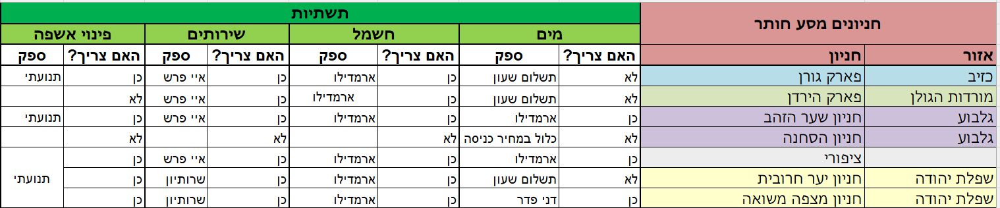 חניונים מסע חותר תשתיות
מים חשמל שירותים פינוי אשפה
אזור חניון האם צריך? ספק האם צריך? ספק האם צריך? ספק האם צריך? ספק
כזיב פארק גורן לא תשלום שעון כן ארמדילו כן איי פרש כן תנועתי
מורדות הגולן פארק הירדן לא תשלום שעון כן ארמדילו כן איי פרש לא
גלבוע חניון שער הזהב כן ארמדילו כן ארמדילו כן איי פרש כן תנועתי
גלבוע חניון הסחנה לא כלול במחיר כניסה לא לא לא
ציפורי כן ארמדילו כן ארמדילו כן איי פרש כן
שפלת יהודה חניון יער חרובית לא תשלום שעון כן ארמדילו כן שרותיון כן תנועתי
שפלת יהודה חניון מצפה משואה כן דני פדר כן ארמדילו כן שרותיון כן